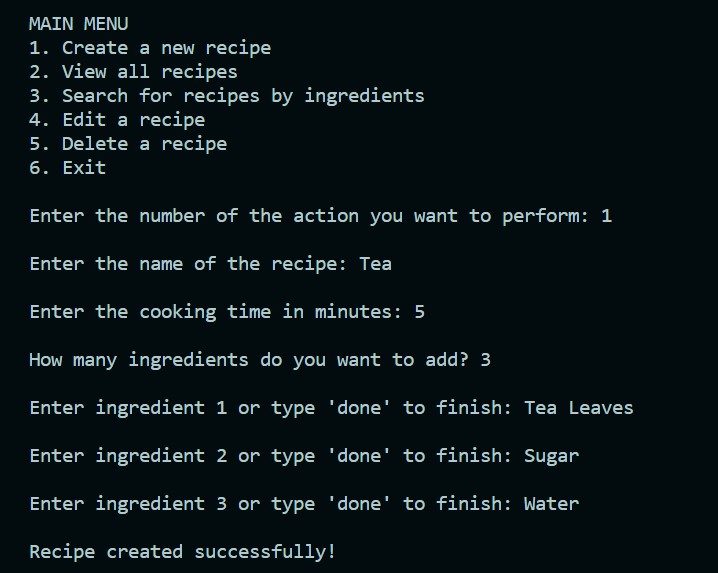 MAIN MENU
1. Create a new recipe
2. View all recipes
3. Search for recipes by ingredients
4. Edit a recipe
5. Delete a recipe
6. Exit
Enter the number of the action you want to perform: 1
Enter the name of the recipe: Tea
Enter the cooking time in minutes: 5
How many ingredients do you want to add? 3
Enter ingredient 1 or type 'done' to finish: Tea Leaves
Enter ingredient 2 or type 'done' to finish: Sugar
Enter ingredient 3 or type 'done' to finish: Water
Recipe created successfully!